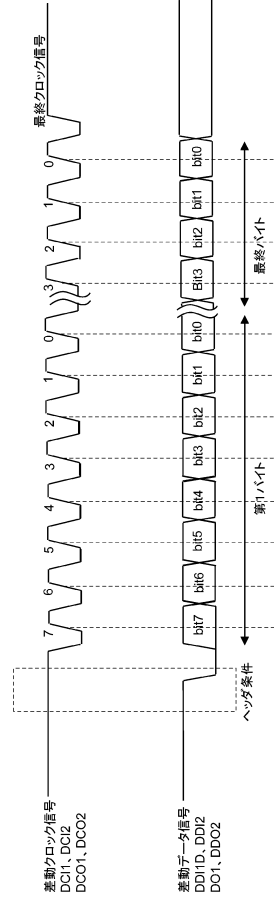 差動クロック信号
DCI1、DCI2
DCO1、DCO2
7 6 5 4 3 2 1 0 3 2 1 0
最終クロック信号
差動データ信号
DDI1D、DDI2
DO1、DDO2
bit7 bit6 bit5 bit4 bit3 bit2 bit1 bit0 Bit3 bit2 bit1 bit0
ヘッダ条件
第1バイト
最終バイト